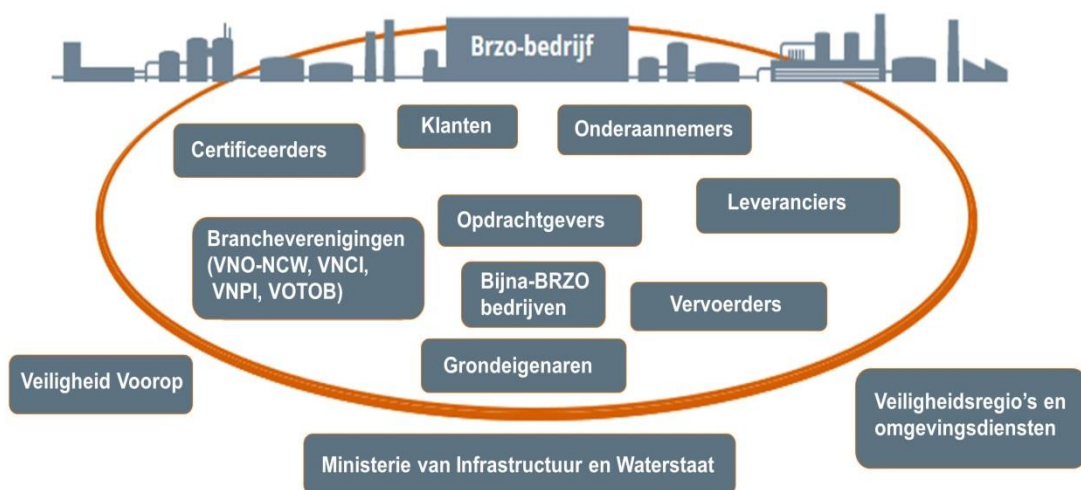 Brzo-bedrijf
Klanten
Onderaannemers
Certificeerders
Leveranciers
Opdrachtgevers
Brancheverenigingen
(VNO-NCW, VNCI,
VNPI, VOTOB)
Bijna-BRZO
bedrijven
Vervoerders
Grondeigenaren
Veiligheid Voorop
Veiligheidsregio’s en
omgevingsdiensten
Ministerie van Infrastructuur en Waterstaat